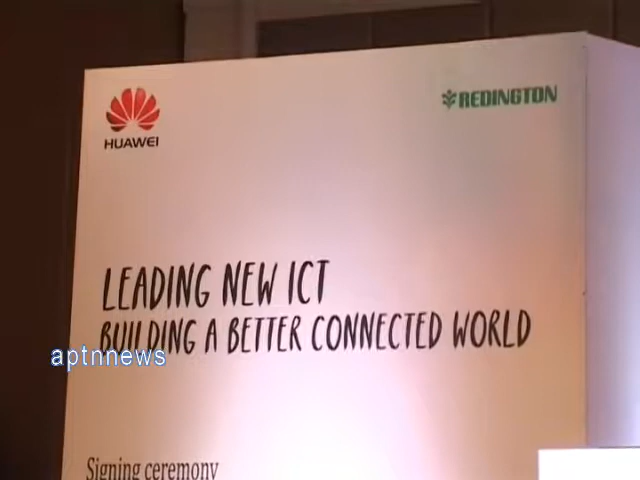 HUAWEI
REDINGTON
LEADING NEW ICT
BUILDING A BETTER CONNECTED WORLD
aptnnews
Signing ceremony